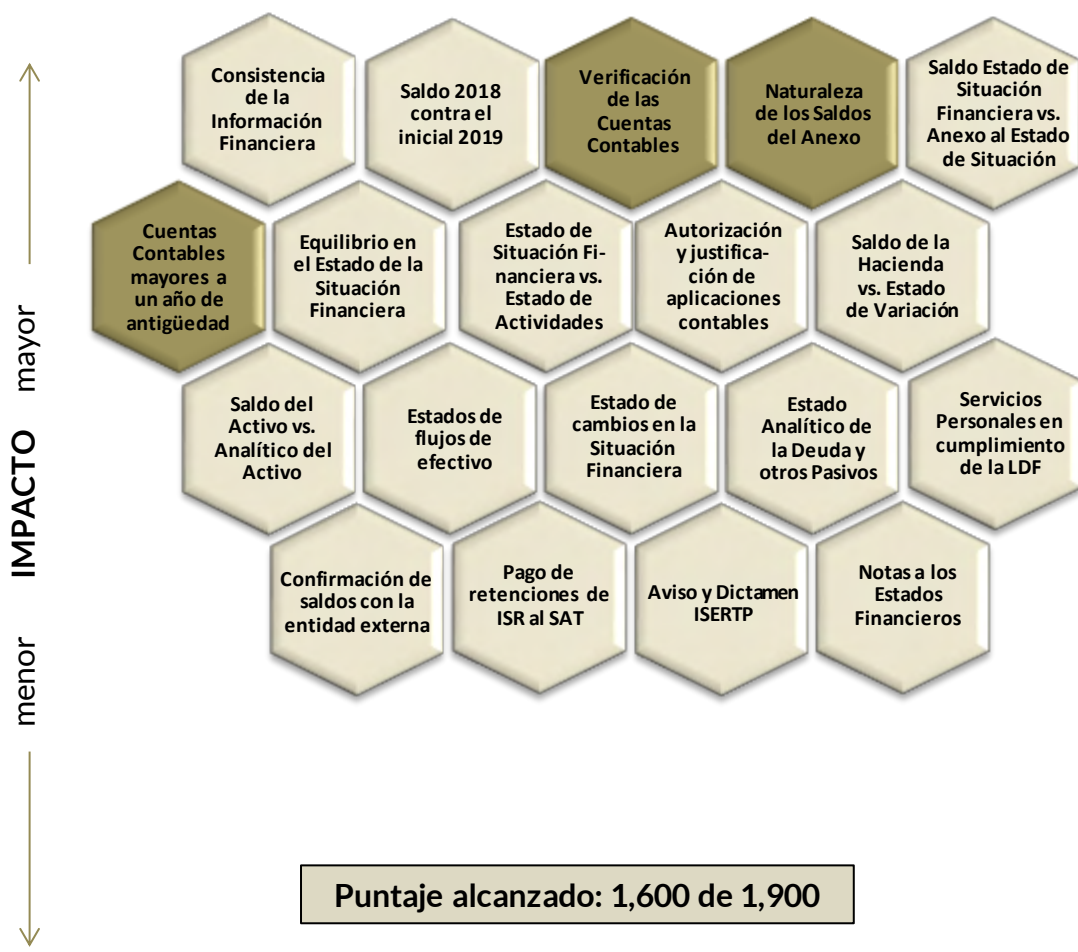 Consistencia
de la
Información
Financiera
Saldo 2018
contra el
inicial 2019
Verificación
de las
Cuentas
Contables
Naturaleza
de los Saldos
del Anexo
Saldo Estado de
Situación
Financiera vs.
Anexo al Estado
de Situación
Cuentas
Contables
mayores a
un año de
antigüedad
Equilibrio en
el Estado de la
Situación
Financiera
Estado de
Situación Fi-
nanciera vs.
Estado de
Actividades
Autorización
y justifica-
ción de
aplicaciones
contables
Saldo de la
Hacienda
vs. Estado
de Variación
Saldo del
Activo vs.
Analítico del
Activo
Estados de
flujos de
efectivo
Estado de
cambios en la
Situación
Financiera
Estado
Analítico de
la Deuda y
otros Pasivos
Servicios
Personales en
cumplimiento
de la LDF
Confirmación de
saldos con la
entidad externa
Pago de
retenciones de
ISR al SAT
Aviso y Dictamen
ISERTP
Notas a los
Estados
Financieros
menor IMPACTO mayor
Puntaje alcanzado: 1,600 de 1,900